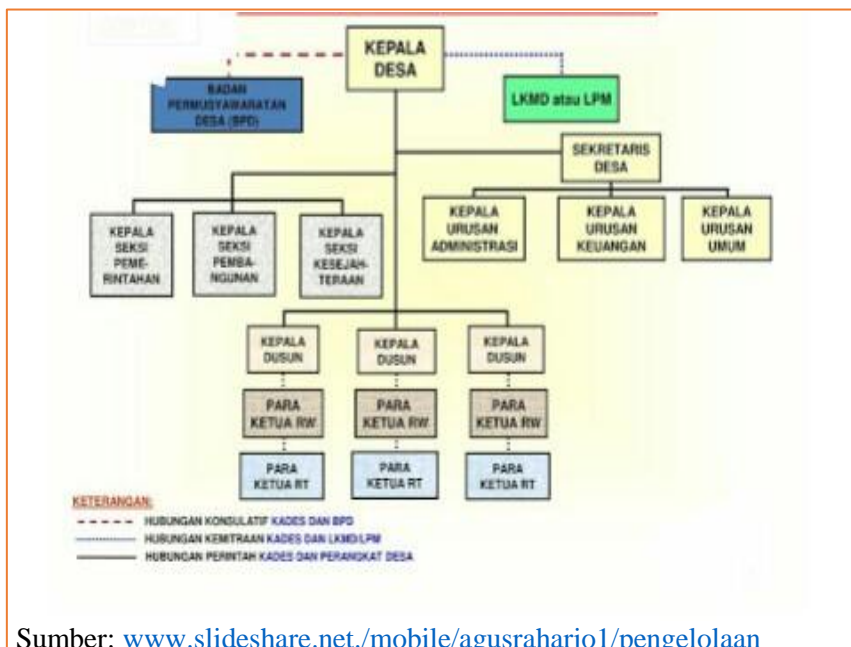 KEPALA
DESA
BADAN
PERMUSYAWARATAN
DESA (BPD)
LKMD atau LPM
SEKRETARIS
DESA
KEPALA
SEKSI
PEME-
RINTAHAN
KEPALA
SEKSI
PEMBA-
NGUNAN
KEPALA
SEKSI
KESEJAH-
TERAAN
KEPALA
URUSAN
ADMINISTRASI
KEPALA
URUSAN
KEUANGAN
KEPALA
URUSAN
UMUM
KEPALA
DUSUN
KEPALA
DUSUN
KEPALA
DUSUN
PARA
KETUA RW
PARA
KETUA RW
PARA
KETUA RW
PARA
KETUA RT
PARA
KETUA RT
PARA
KETUA RT
KETERANGAN:
HUBUNGAN KONSULATIF KADES DAN BPD
HUBUNGAN KEMITRAAN KADES DAN LKMD/LPM
HUBUNGAN PERINTAH KADES DAN PERANGKAT DESA
Sumber: www.slideshare.net./mobile/agusraharjo1/pengelolaan